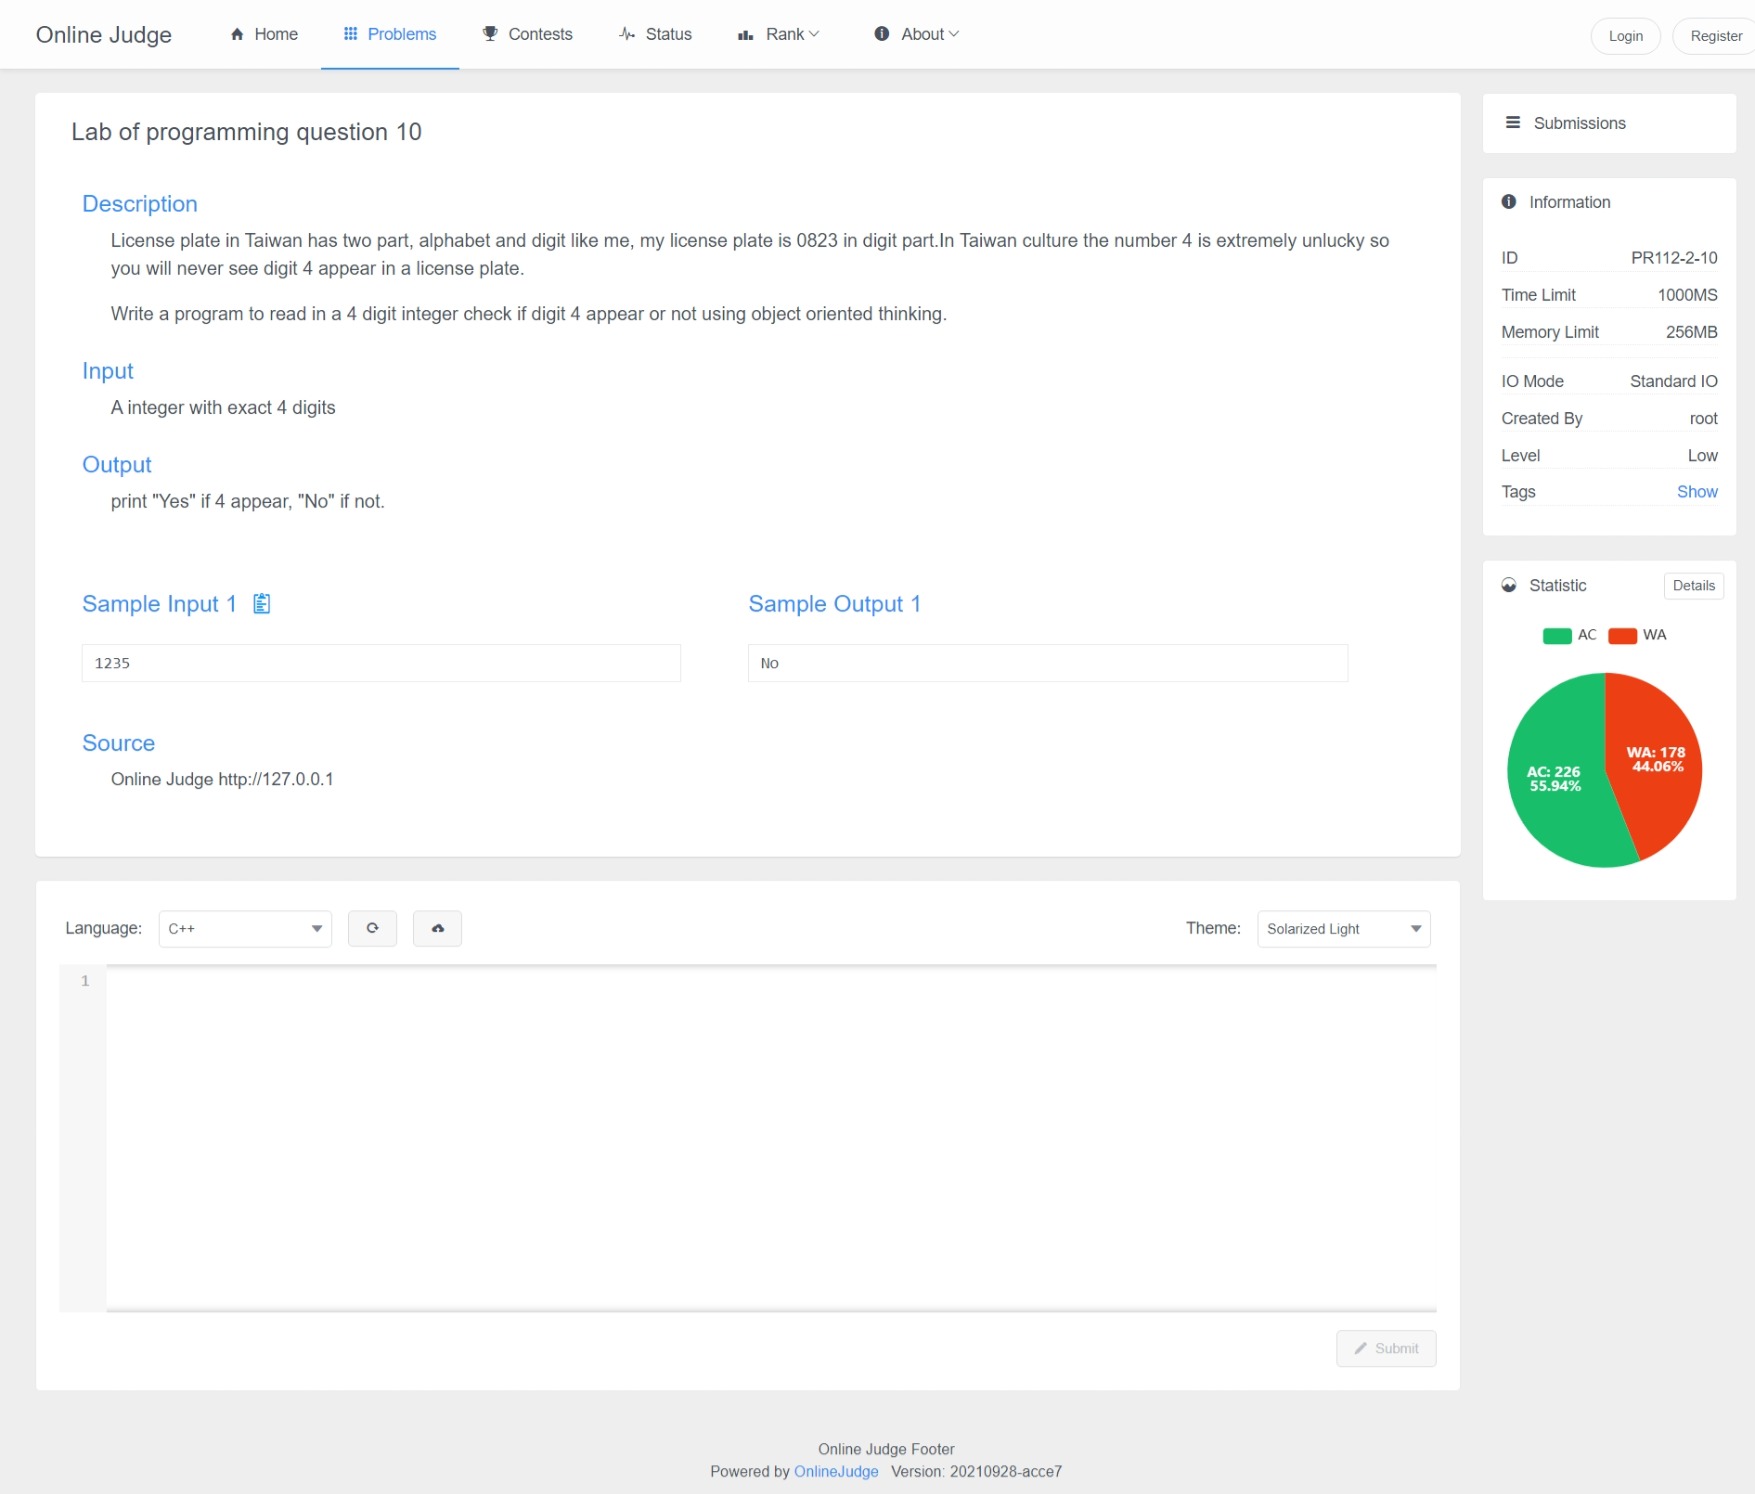 Online Judge
Home
Problems
Contests
Status
Rank
About
Login
Register
Lab of programming question 10
Description
License plate in Taiwan has two part, alphabet and digit like me, my license plate is 0823 in digit part.In Taiwan culture the number 4 is extremely unlucky so
you will never see digit 4 appear in a license plate.
Write a program to read in a 4 digit integer check if digit 4 appear or not using object oriented thinking.
Input
A integer with exact 4 digits
Output
print "Yes" if 4 appear, "No" if not.
Sample Input 1
1235
Sample Output 1
No
Source
Online Judge http://127.0.0.1
Language:
C++
Theme:
Solarized Light
1
Submit
Submissions
Information
ID PR112-2-10
Time Limit 1000MS
Memory Limit 256MB
IO Mode Standard IO
Created By root
Level Low
Tags Show
Statistic
Details
AC WA
WA: 178
44.06%
AC: 226
55.94%
Online Judge Footer
Powered by OnlineJudge Version: 20210928-acce7